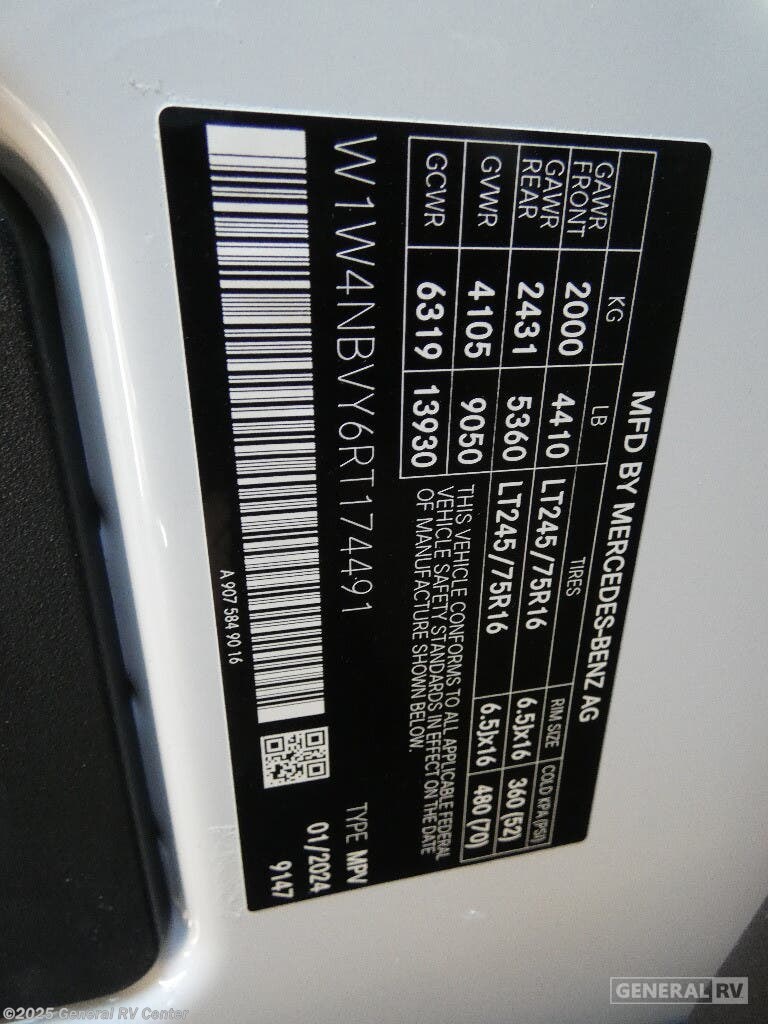 MFD BY MERCEDES-BENZ AG
KG LB TIRES RIM SIZE COLD KPA(PSI)
GAWR FRONT 2000 4410 LT245/75R16 6.5Jx16 360(52)
GAWR REAR 2431 5360 LT245/75R16 6.5Jx16 480(70)
GVWR 4105 9050
GCWR 6319 13930
THIS VEHICLE CONFORMS TO ALL APPLICABLE FEDERAL
VEHICLE SAFETY STANDARDS IN EFFECT ON THE DATE
OF MANUFACTURE SHOWN BELOW.
W1W4NBVY6RT174491
TYPE MPV
01/2024
9147
A 907 584 90 16
©2025 General RV Center
GENERAL RV